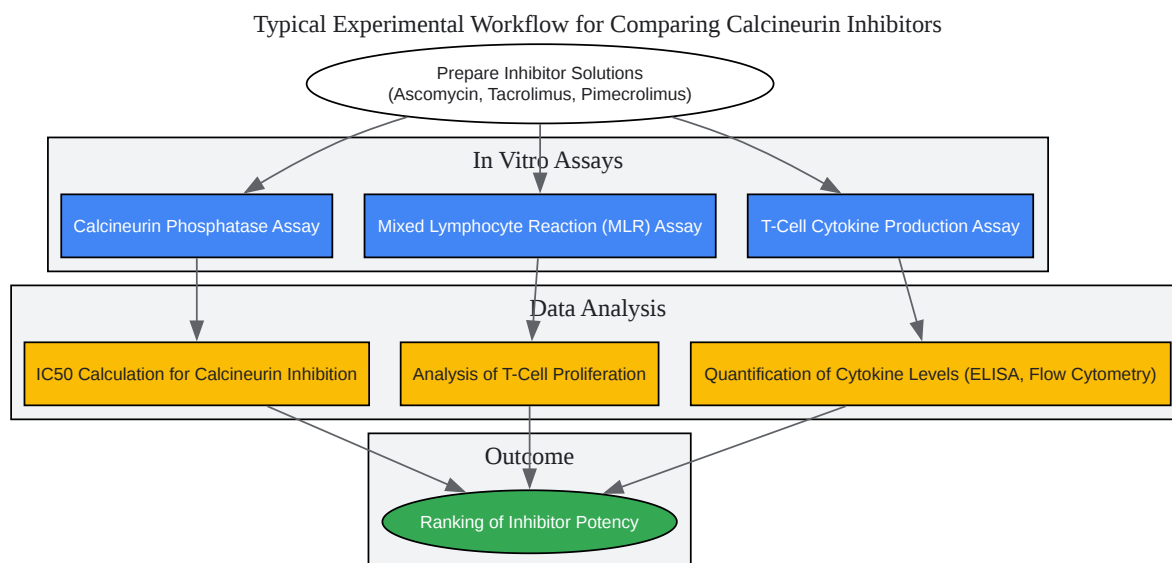 Typical Experimental Workflow for Comparing Calcineurin Inhibitors
Prepare Inhibitor Solutions
(Ascomycin, Tacrolimus, Pimecrolimus)
In Vitro Assays
Calcineurin Phosphatase Assay
Mixed Lymphocyte Reaction (MLR) Assay
T-Cell Cytokine Production Assay
Data Analysis
IC50 Calculation for Calcineurin Inhibition
Analysis of T-Cell Proliferation
Quantification of Cytokine Levels (ELISA, Flow Cytometry)
Outcome
Ranking of Inhibitor Potency